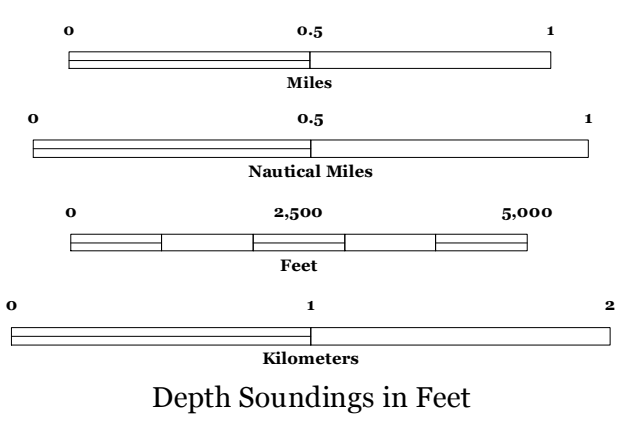 0 0.5 1
Miles
0 0.5 1
Nautical Miles
0 2,500 5,000
Feet
0 1 2
Kilometers
Depth Soundings in Feet